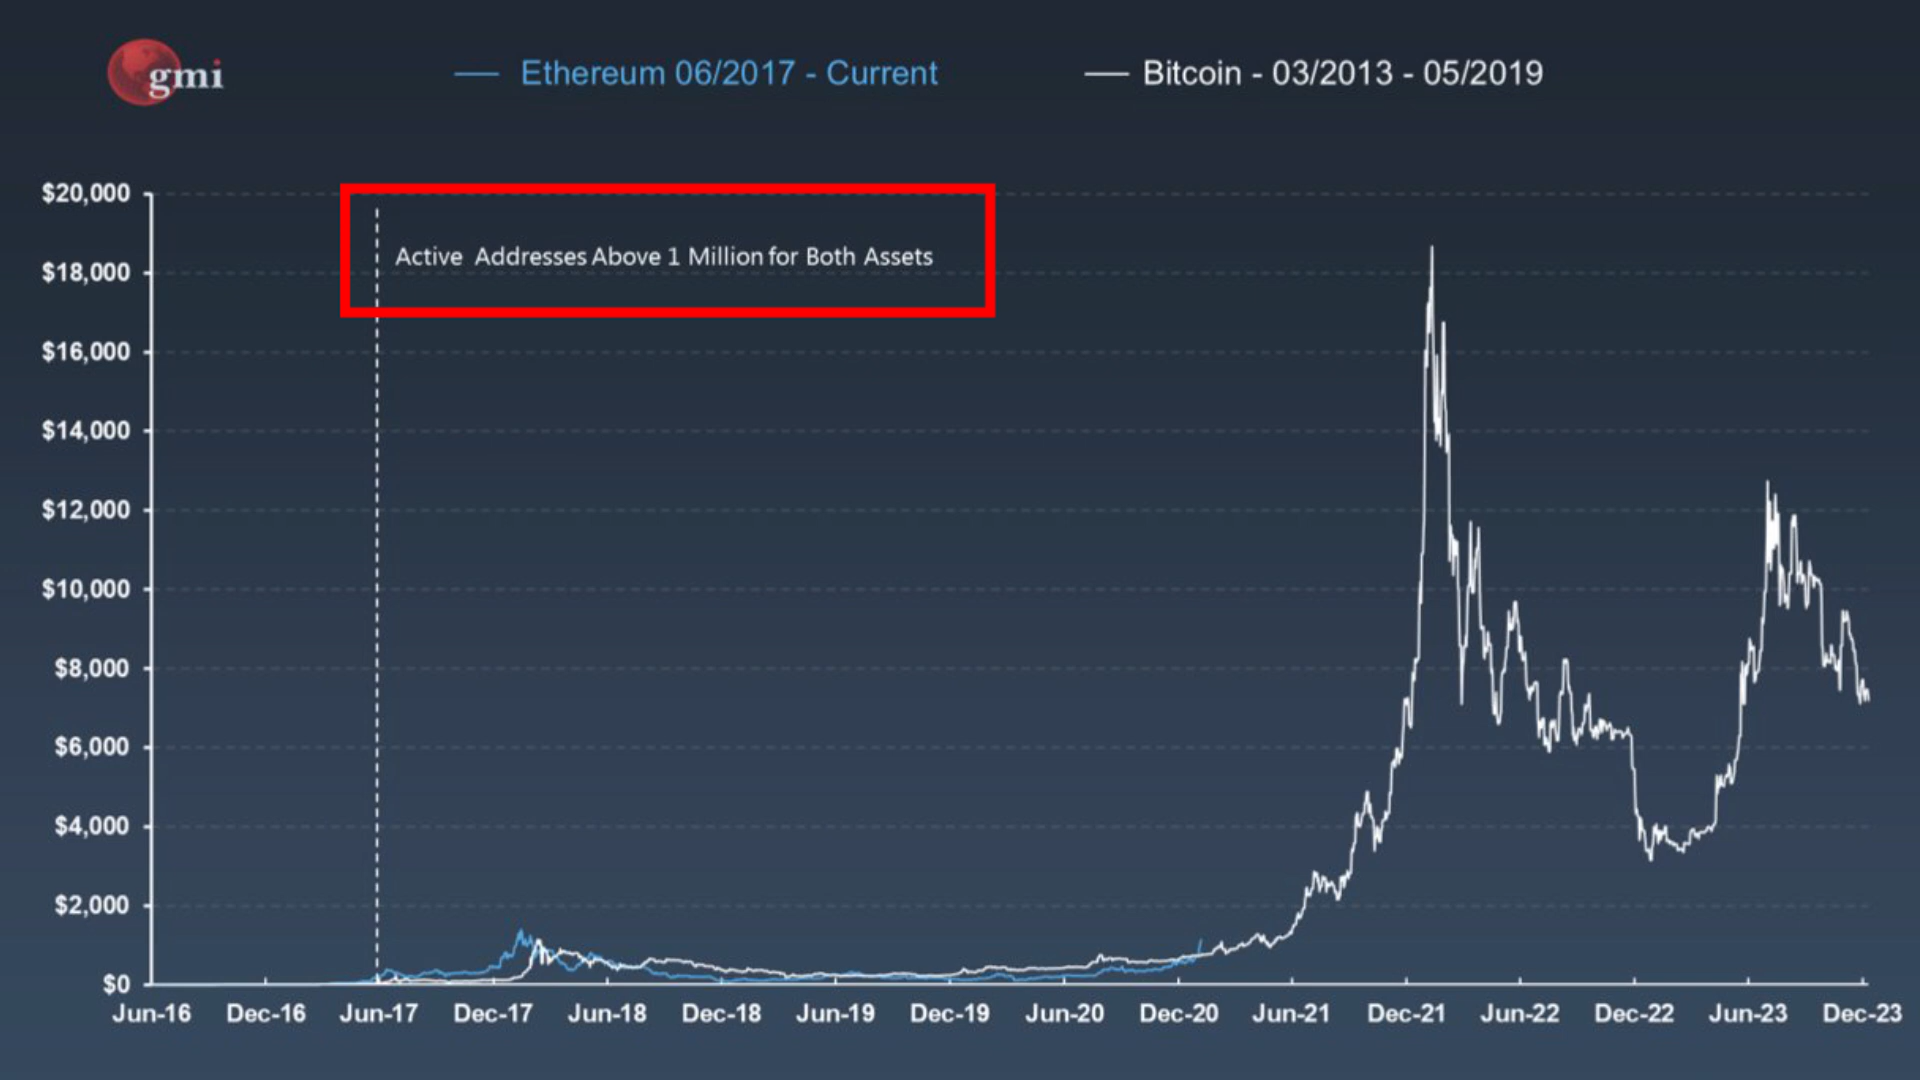 gmi
Ethereum 06/2017 - Current
Bitcoin - 03/2013 - 05/2019
$20,000
Active Addresses Above 1 Million for Both Assets
$18,000
$16,000
$14,000
$12,000
$10,000
$8,000
$6,000
$4,000
$2,000
$0
Jun-16 Dec-16 Jun-17 Dec-17 Jun-18 Dec-18 Jun-19 Dec-19 Jun-20 Dec-20 Jun-21 Dec-21 Jun-22 Dec-22 Jun-23 Dec-23